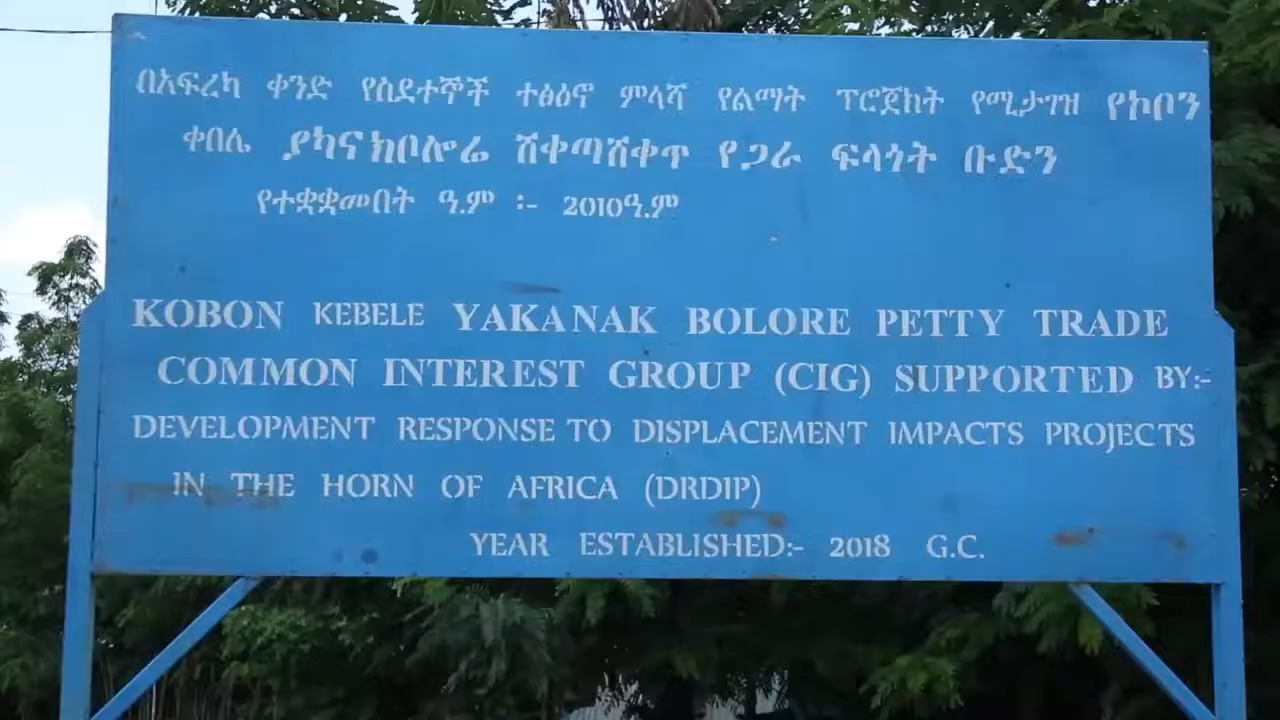 በአፍሪካ ቀንድ የስደተኞች ተፅዕኖ ምላሻ የልማት ፕሮጀክት የሚታገዝ የኮቦን
ቀበሌ ያካናክቦሎሬ ሽቀጣሽቀጥ የጋራ ፍላጎት ቡድን
የተቋቋመበት ዓ.ም ፡- 2010ዓ.ም
KOBON KEBELE YAKANAK BOLORE PETTY TRADE
COMMON INTEREST GROUP (CIG) SUPPORTED BY:-
DEVELOPMENT RESPONSE TO DISPLACEMENT IMPACTS PROJECTS
IN THE HORN OF AFRICA (DRDIP)
YEAR ESTABLISHED:- 2018 G.C.